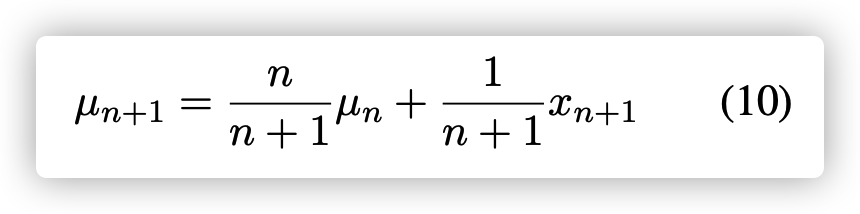 μ_{n+1} = \frac{n}{n+1} μ_n + \frac{1}{n+1} x_{n+1} (10)